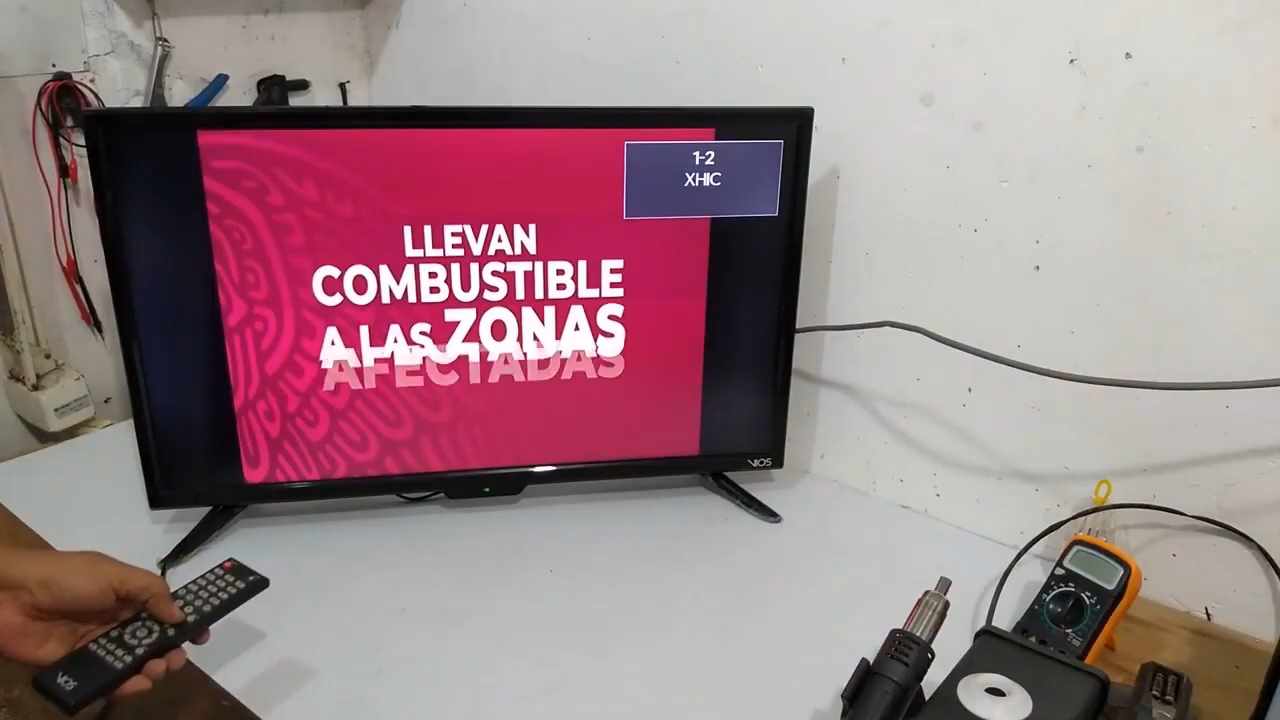 1-2
XHIC
LLEVAN
COMBUSTIBLE
A LAS ZONAS
AFECTADAS
VIOS
VIOS